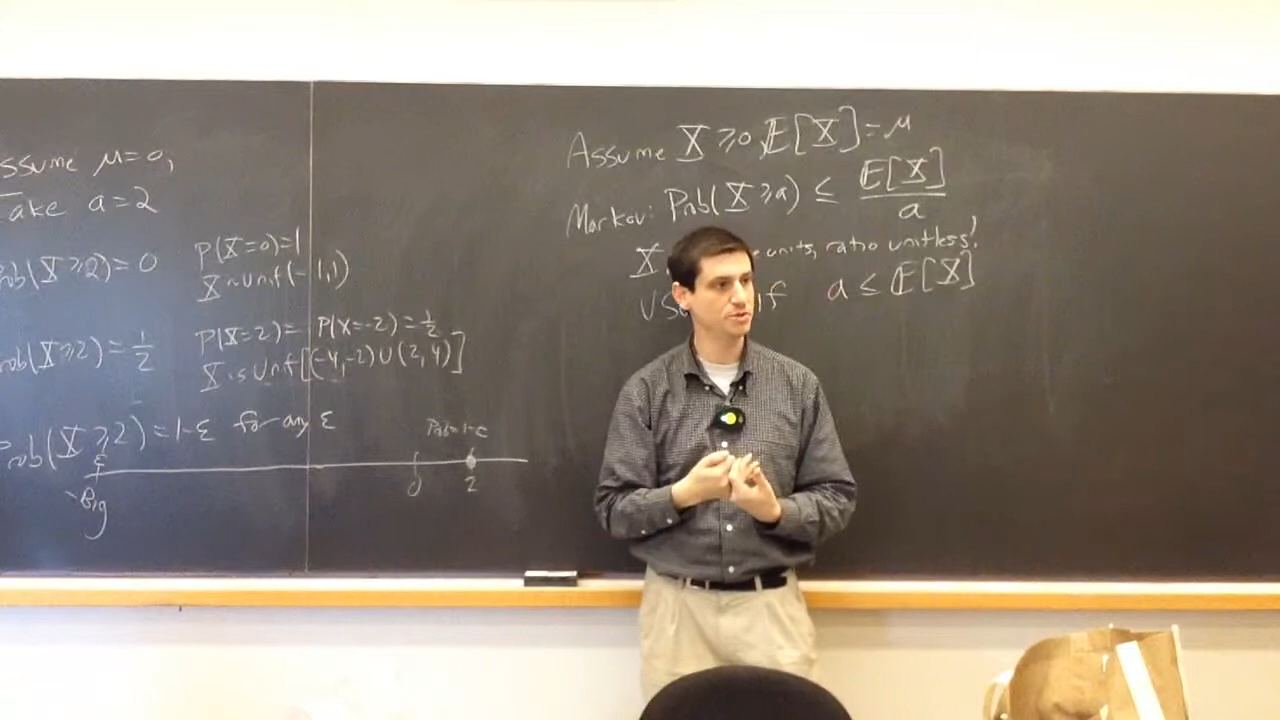 ssume μ=0,
ake a=2
rob(X≥2)=0
P(X=0)=1
X~unif(-1,1)
rob(X≥2)=1/2
P(X=2)=P(X=-2)=1/2
X is Unif[(-4,-2)∪(2,4)]
rob(X≥2)=1-ε for any ε
ε
-Big
0
Prob=1-ε
2
Assume X≥0, E[X]=μ
Markov: Prob(X≥a) ≤ E[X]/a
X units, ratio unitless!
if a≤E[X]